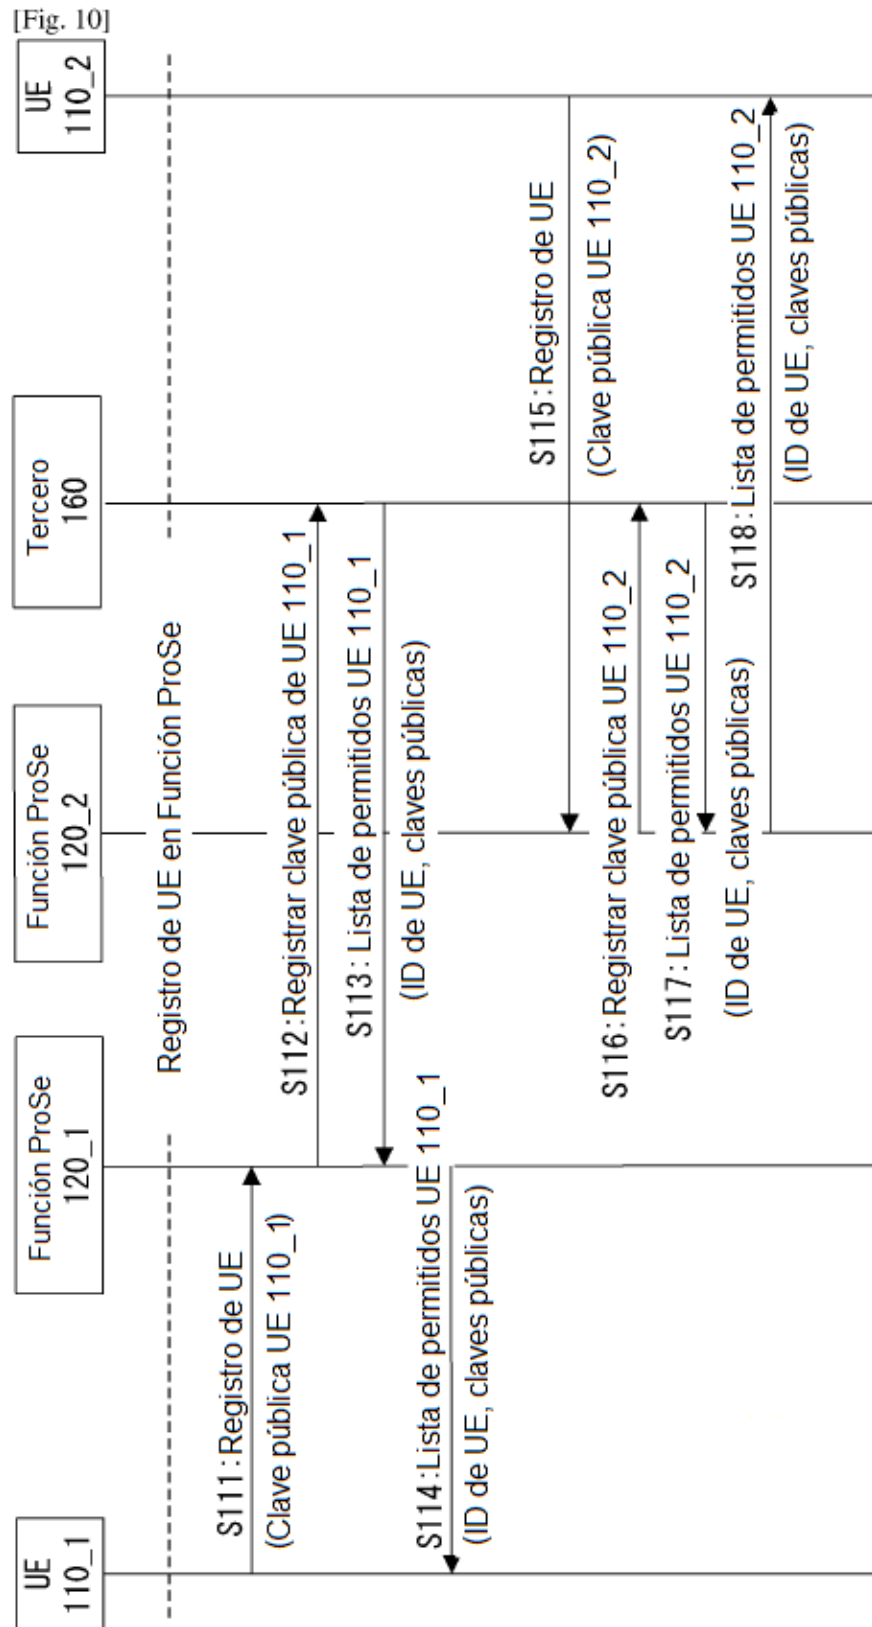 [Fig. 10]
UE
110_1
Función ProSe
120_1
Función ProSe
120_2
Tercero
160
UE
110_2
Registro de UE en Función ProSe
S111:Registro de UE
(Clave pública UE 110_1)
S112:Registrar clave pública de UE 110_1
S113: Lista de permitidos UE 110_1
(ID de UE, claves públicas)
S114:Lista de permitidos UE 110_1
(ID de UE, claves públicas)
S115:Registro de UE
(Clave pública UE 110_2)
S116:Registrar clave pública UE 110_2
S117: Lista de permitidos UE 110_2
(ID de UE, claves públicas)
S118: Lista de permitidos UE 110_2
(ID de UE, claves públicas)